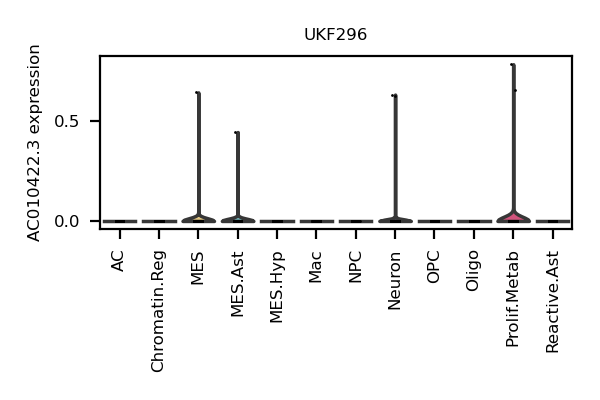 UKF296
AC010422.3 expression
0.5
0.0
AC
Chromatin.Reg
MES
MES.Ast
MES.Hyp
Mac
NPC
Neuron
OPC
Oligo
Prolif.Metab
Reactive.Ast